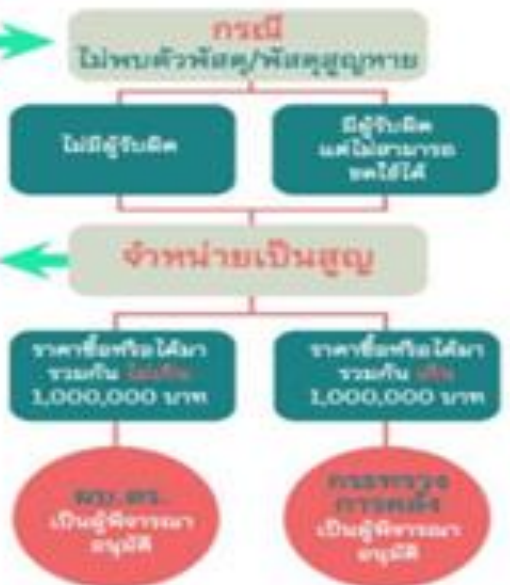 กรณี
ไม่พบตัวพัสดุ/พัสดุสูญหาย
ไม่มีผู้รับผิด
มีผู้รับผิด
แต่ไม่สามารถ
ชดใช้ได้
จำหน่ายเป็นสูญ
ราคาซื้อหรือได้มา
รวมกัน ไม่เกิน
1,000,000 บาท
ราคาซื้อหรือได้มา
รวมกัน เกิน
1,000,000 บาท
ผบ.ตร.
เป็นผู้พิจารณา
อนุมัติ
กระทรวง
การคลัง
เป็นผู้พิจารณา
อนุมัติ